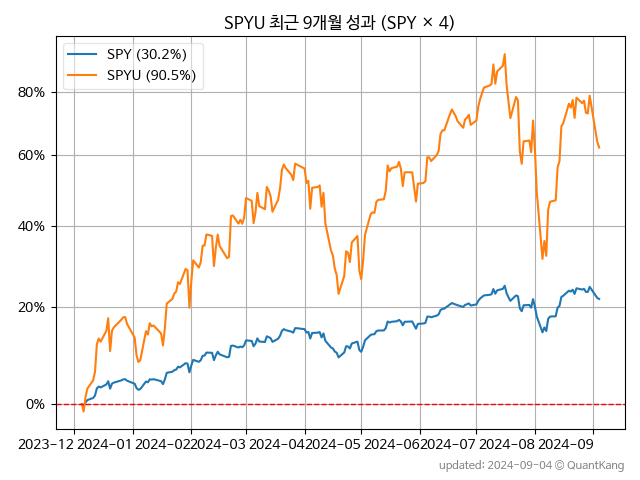 SPYU 최근 9개월 성과 (SPY × 4)
SPY (30.2%)
SPYU (90.5%)
80%
60%
40%
20%
0%
2023−12 2024−01 2024−02 2024−03 2024−04 2024−05 2024−06 2024−07 2024−08 2024−09
updated: 2024-09-04 © QuantKang